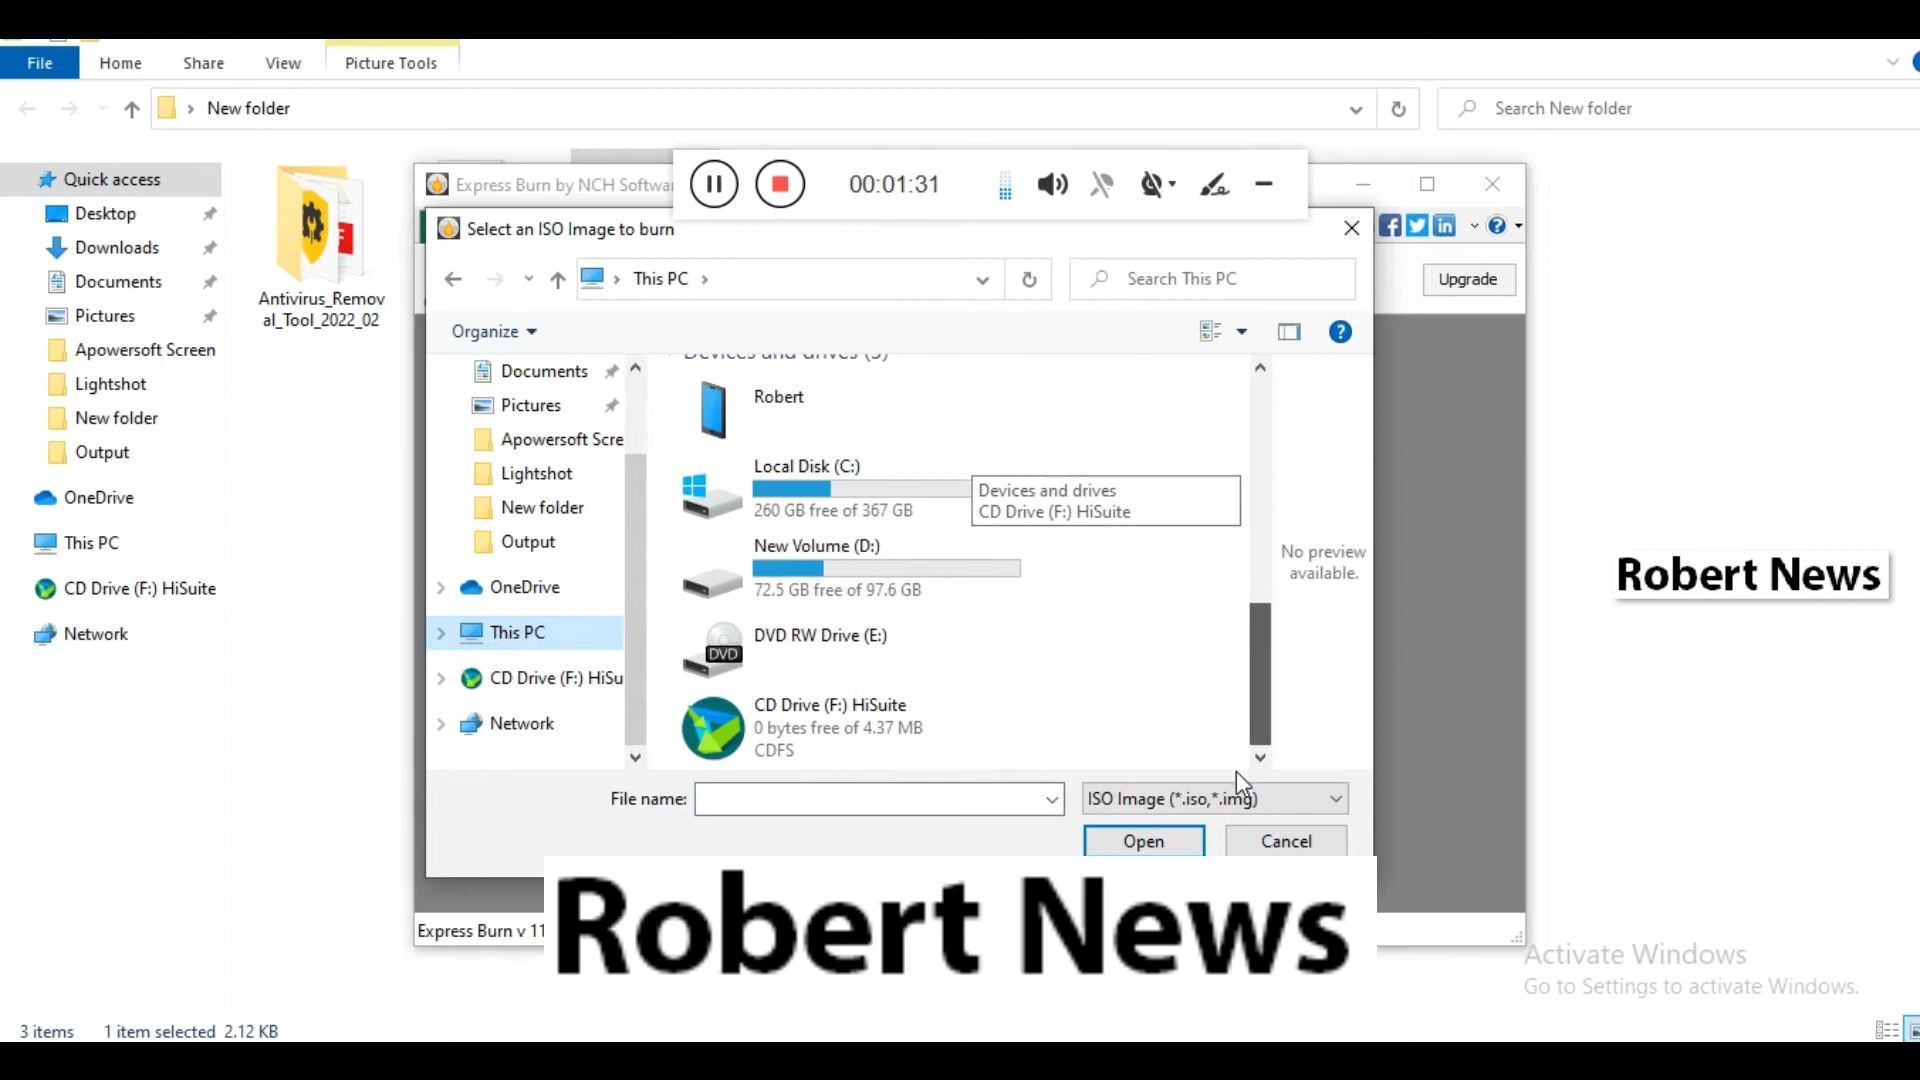 File
Home
Share
View
Picture Tools
New folder
Search New folder
Quick access
Desktop
Downloads
Documents
Pictures
Apowersoft Screen
Lightshot
New folder
Output
OneDrive
This PC
CD Drive (F:) HiSuite
Network
Antivirus_Remov
al_Tool_2022_02
Express Burn by NCH Softwar
00:01:31
Select an ISO Image to burn
This PC
Search This PC
Upgrade
Organize
Documents
Pictures
Apowersoft Scre
Lightshot
New folder
Output
OneDrive
This PC
CD Drive (F:) HiSu
Network
Devices and drives (5)
Robert
Local Disk (C:)
260 GB free of 367 GB
Devices and drives
CD Drive (F:) HiSuite
New Volume (D:)
72.5 GB free of 97.6 GB
DVD
DVD RW Drive (E:)
CD Drive (F:) HiSuite
0 bytes free of 4.37 MB
CDFS
No preview
available.
File name:
ISO Image (*.iso,*.img)
Open
Cancel
Robert News
Express Burn v 11
Robert News
Activate Windows
Go to Settings to activate Windows.
3 items
1 item selected 2.12 KB